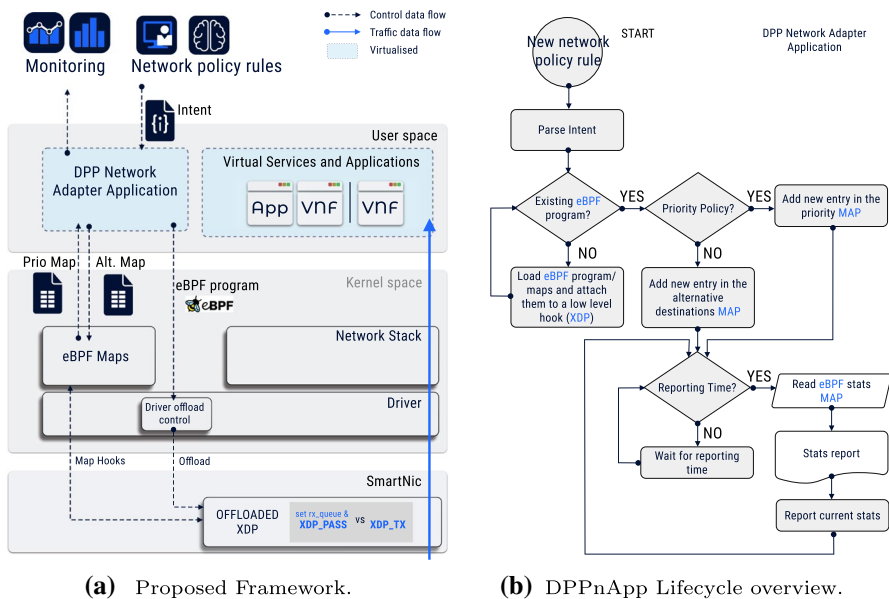 Control data flow
Traffic data flow
Virtualised
Monitoring
Network policy rules
{i}
Intent
User space
DPP Network
Adapter Application
Virtual Services and Applications
App
VNF
VNF
Prio Map
Alt. Map
eBPF program
eBPF
Kernel space
eBPF Maps
Network Stack
Driver
Driver offload
control
Map Hooks
Offload
SmartNic
OFFLOADED
XDP
set rx_queue &
XDP_PASS
vs
XDP_TX
(a) Proposed Framework.
New network
policy rule
START
DPP Network Adapter
Application
Parse Intent
Existing eBPF
program?
YES
Priority Policy?
YES
Add new entry in the
priority MAP
NO
NO
Load eBPF program/
maps and attach
them to a low level
hook (XDP)
Add new entry in the
alternative
destinations MAP
Reporting Time?
YES
Read eBPF stats
MAP
NO
Wait for reporting
time
Stats report
Report current stats
(b) DPPnApp Lifecycle overview.